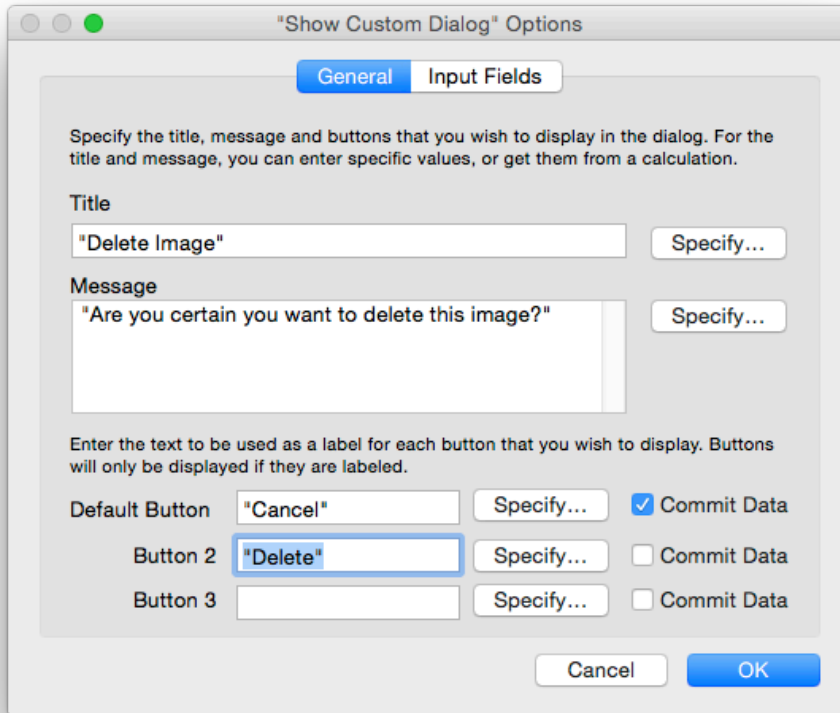 "Show Custom Dialog" Options
General Input Fields
Specify the title, message and buttons that you wish to display in the dialog. For the
title and message, you can enter specific values, or get them from a calculation.
Title
"Delete Image" Specify...
Message
"Are you certain you want to delete this image?" Specify...
Enter the text to be used as a label for each button that you wish to display. Buttons
will only be displayed if they are labeled.
Default Button "Cancel" Specify... Commit Data
Button 2 "Delete" Specify... Commit Data
Button 3 Specify... Commit Data
Cancel OK